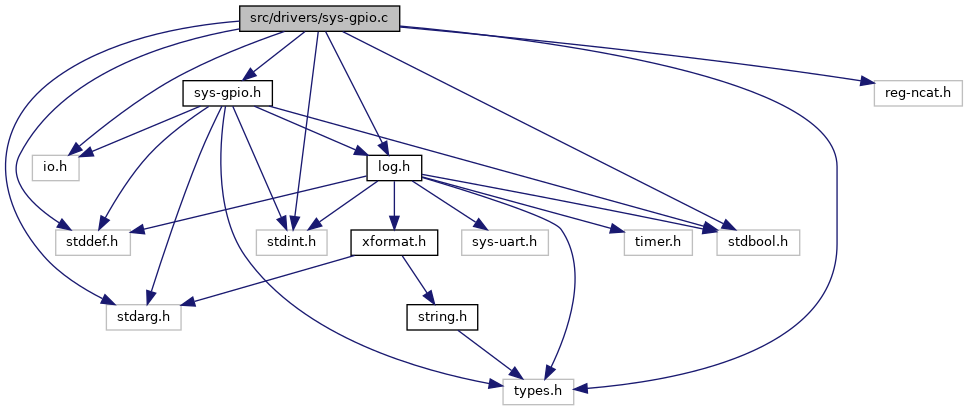 src/drivers/sys-gpio.c
sys-gpio.h
reg-ncat.h
io.h
log.h
stddef.h
stdint.h
xformat.h
sys-uart.h
timer.h
stdbool.h
stdarg.h
string.h
types.h